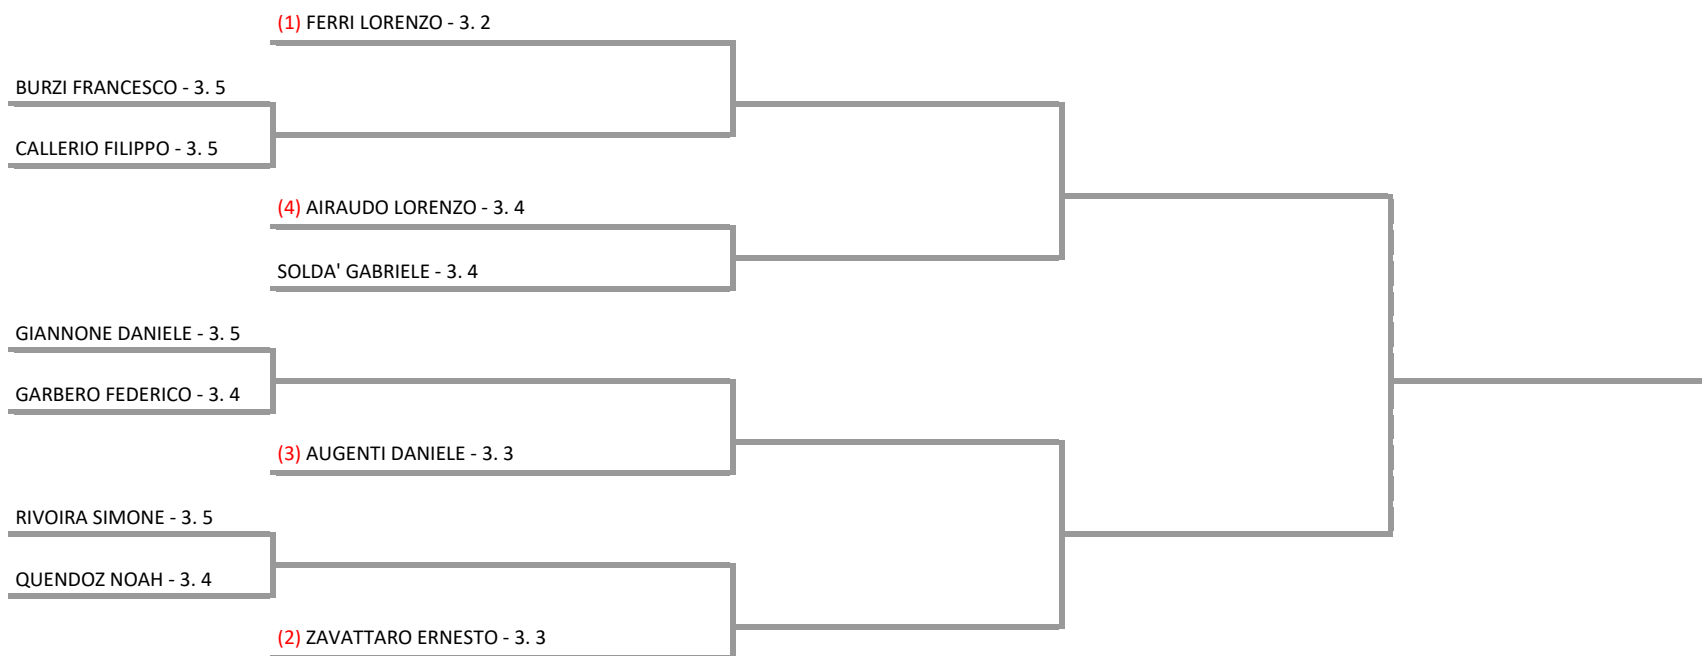 (1) FERRI LORENZO - 3. 2
BURZI FRANCESCO - 3. 5
CALLERIO FILIPPO - 3. 5
(4) AIRAUDO LORENZO - 3. 4
SOLDA' GABRIELE - 3. 4
GIANNONE DANIELE - 3. 5
GARBERO FEDERICO - 3. 4
(3) AUGENTI DANIELE - 3. 3
RIVOIRA SIMONE - 3. 5
QUENDOZ NOAH - 3. 4
(2) ZAVATTARO ERNESTO - 3. 3